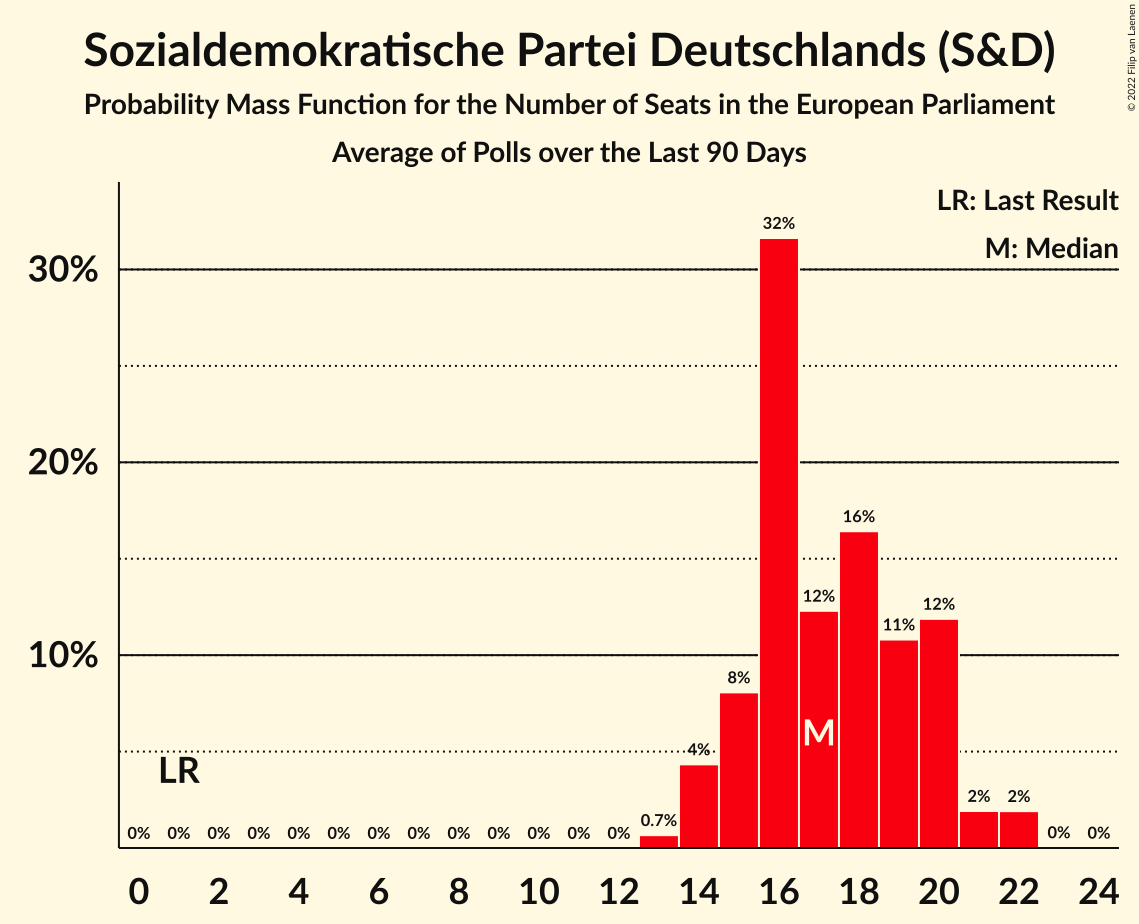 Sozialdemokratische Partei Deutschlands (S&D)
Probability Mass Function for the Number of Seats in the European Parliament
Average of Polls over the Last 90 Days
© 2022 Filip van Laenen
LR: Last Result
M: Median
30%
20%
10%
32%
16%
12%
12%
11%
8%
4%
M
LR
2%
2%
0.7%
0% 0% 0% 0% 0% 0% 0% 0% 0% 0% 0% 0% 0% 0% 0%
0 2 4 6 8 10 12 14 16 18 20 22 24